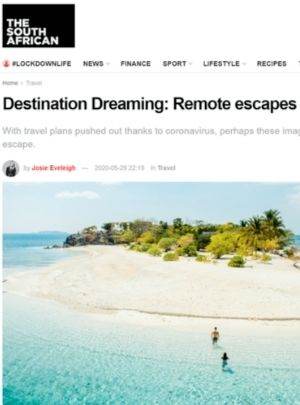 THE
SOUTH
AFRICAN
#LOCKDOWNLIFE NEWS FINANCE SPORT LIFESTYLE RECIPES
Home Travel
Destination Dreaming: Remote escapes
With travel plans pushed out thanks to coronavirus, perhaps these imag
escape.
by Josie Eveleigh — 2020-05-29 22:19 in Travel